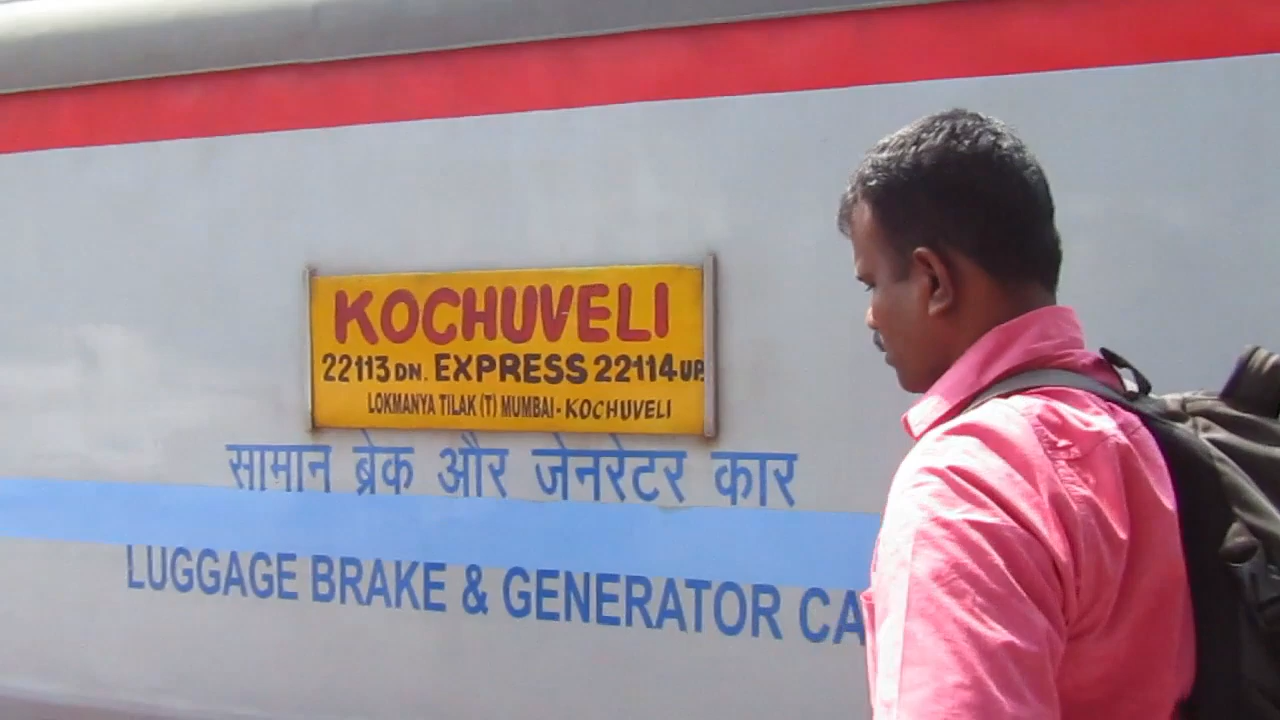 KOCHUVELI
22113 DN. EXPRESS 22114 UP.
LOKMANYA TILAK (T) MUMBAI - KOCHUVELI
सामान ब्रेक और जेनरेटर कार
LUGGAGE BRAKE & GENERATOR CA